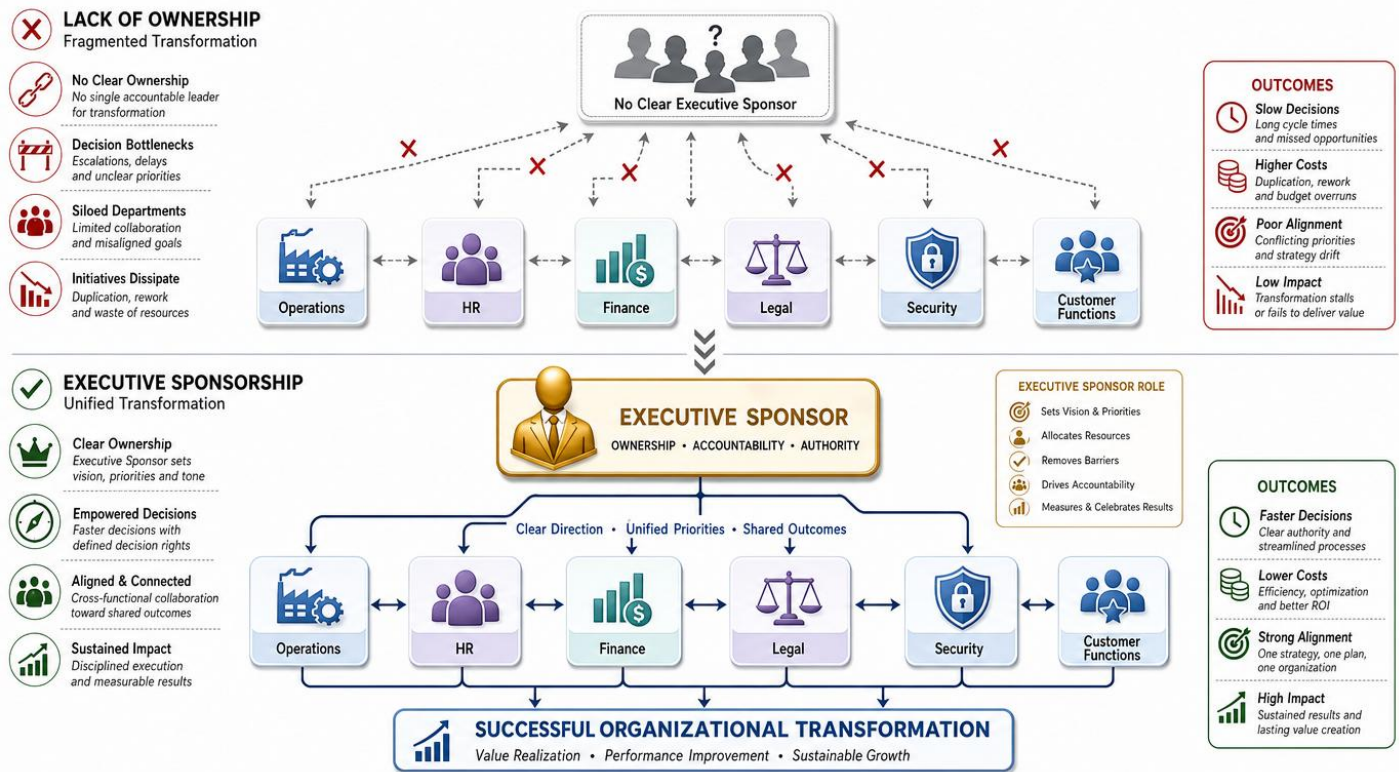 LACK OF OWNERSHIP
Fragmented Transformation
No Clear Ownership
No single accountable leader
for transformation
Decision Bottlenecks
Escalations, delays
and unclear priorities
Siloed Departments
Limited collaboration
and misaligned goals
Initiatives Dissipate
Duplication, rework
and waste of resources
?
No Clear Executive Sponsor
Operations
HR
$
Finance
Legal
Security
Customer
Functions
OUTCOMES
Slow Decisions
Long cycle times
and missed opportunities
Higher Costs
Duplication, rework
and budget overruns
Poor Alignment
Conflicting priorities
and strategy drift
Low Impact
Transformation stalls
or fails to deliver value
EXECUTIVE SPONSORSHIP
Unified Transformation
Clear Ownership
Executive Sponsor sets
vision, priorities and tone
Empowered Decisions
Faster decisions with
defined decision rights
Aligned & Connected
Cross-functional collaboration
toward shared outcomes
Sustained Impact
Disciplined execution
and measurable results
EXECUTIVE SPONSOR
OWNERSHIP • ACCOUNTABILITY • AUTHORITY
EXECUTIVE SPONSOR ROLE
Sets Vision & Priorities
Allocates Resources
Removes Barriers
Drives Accountability
Measures & Celebrates Results
Clear Direction • Unified Priorities • Shared Outcomes
Operations
HR
$
Finance
Legal
Security
Customer
Functions
OUTCOMES
Faster Decisions
Clear authority and
streamlined processes
Lower Costs
Efficiency, optimization
and better ROI
Strong Alignment
One strategy, one plan,
one organization
High Impact
Sustained results and
lasting value creation
SUCCESSFUL ORGANIZATIONAL TRANSFORMATION
Value Realization • Performance Improvement • Sustainable Growth